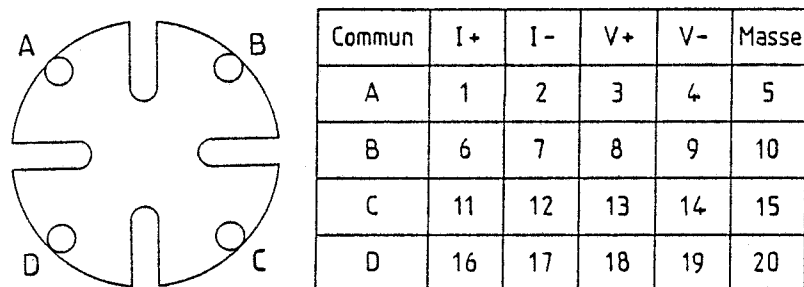 A B
D C
Commun I+ I- V+ V- Masse
A 1 2 3 4 5
B 6 7 8 9 10
C 11 12 13 14 15
D 16 17 18 19 20